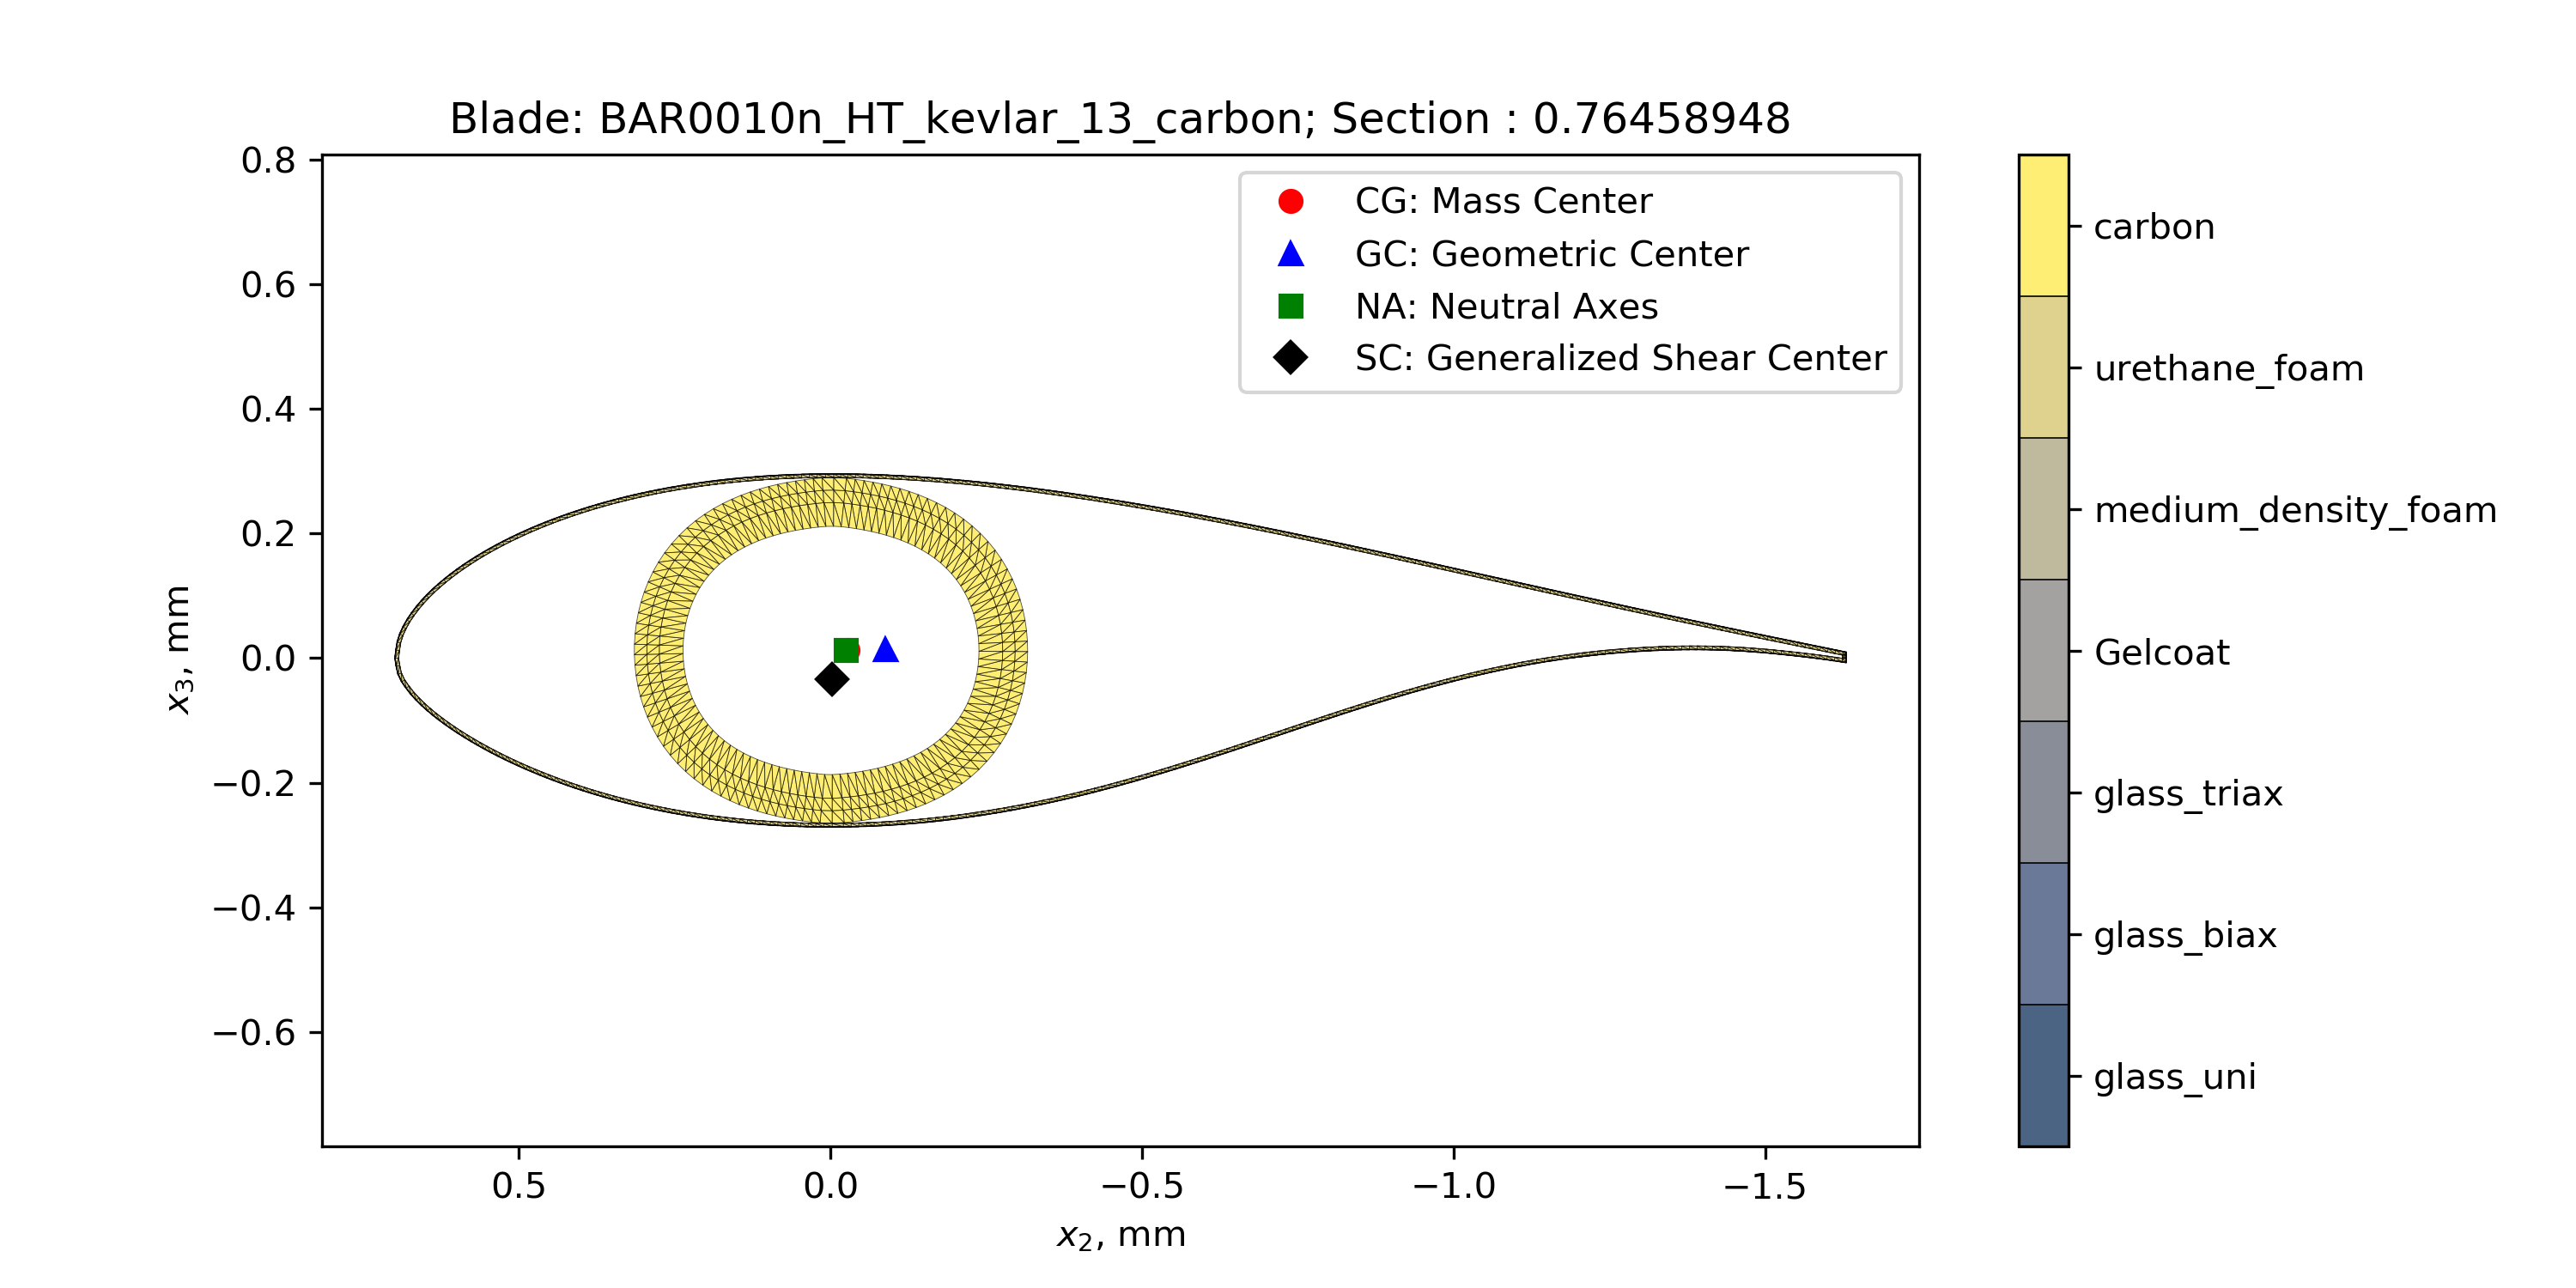 Blade: BAR0010n_HT_kevlar_13_carbon; Section : 0.76458948
CG: Mass Center
GC: Geometric Center
NA: Neutral Axes
SC: Generalized Shear Center
0.8
0.6
0.4
0.2
0.0
−0.2
−0.4
−0.6
x₃, mm
0.5 0.0 −0.5 −1.0 −1.5
x₂, mm
carbon
urethane_foam
medium_density_foam
Gelcoat
glass_triax
glass_biax
glass_uni